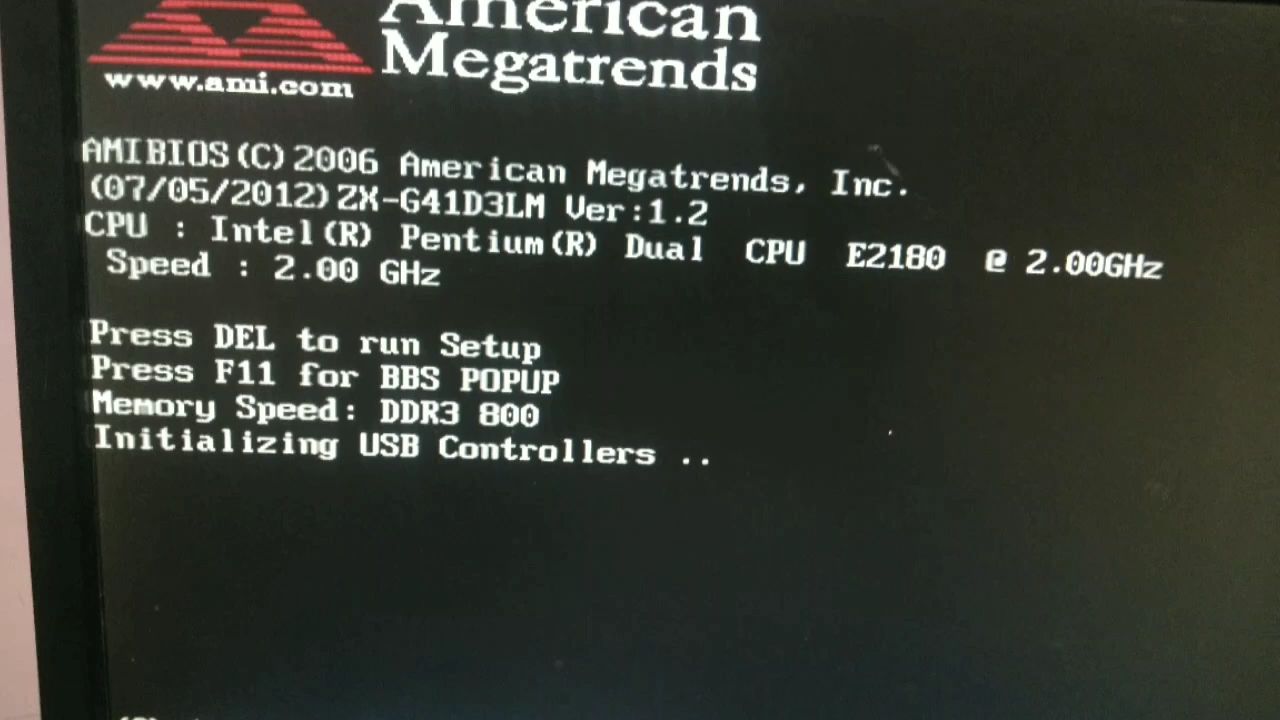 American
Megatrends
www.ami.com
AMIBIOS(C)2006 American Megatrends, Inc.
(07/05/2012)ZX-G41D3LM Ver:1.2
CPU : Intel(R) Pentium(R) Dual CPU E2180 @ 2.00GHz
Speed : 2.00 GHz
Press DEL to run Setup
Press F11 for BBS POPUP
Memory Speed: DDR3 800
Initializing USB Controllers ..